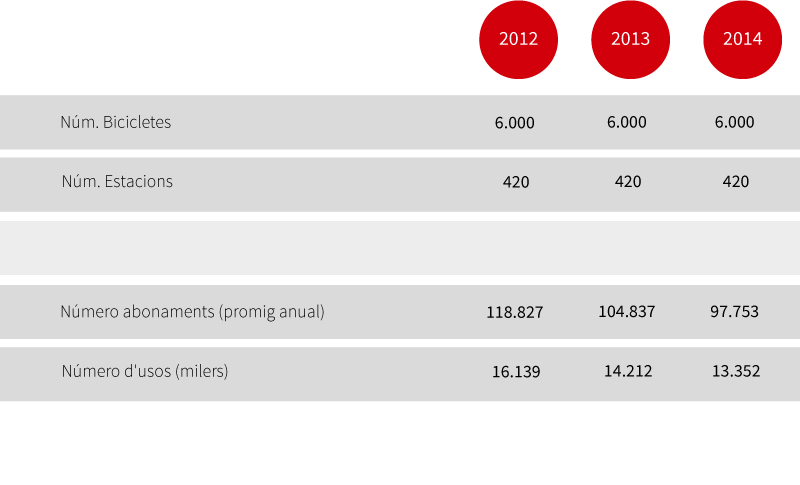 2012 2013 2014
Núm. Bicicletes 6.000 6.000 6.000
Núm. Estacions 420 420 420
Número abonaments (promig anual) 118.827 104.837 97.753
Número d'usos (milers) 16.139 14.212 13.352